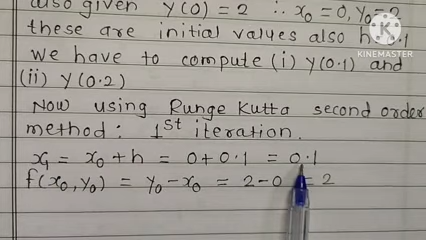 also given y(0) = 2 ∴ x₀ = 0, y₀ = 2
these are initial values also h
KINEMASTER
we have to compute (i) y(0.1) and
(ii) y(0.2)
Now using Runge Kutta second order
method: 1st iteration.
x₁ = x₀ + h = 0 + 0.1 = 0.1
f(x₀, y₀) = y₀ - x₀ = 2 - 0 = 2